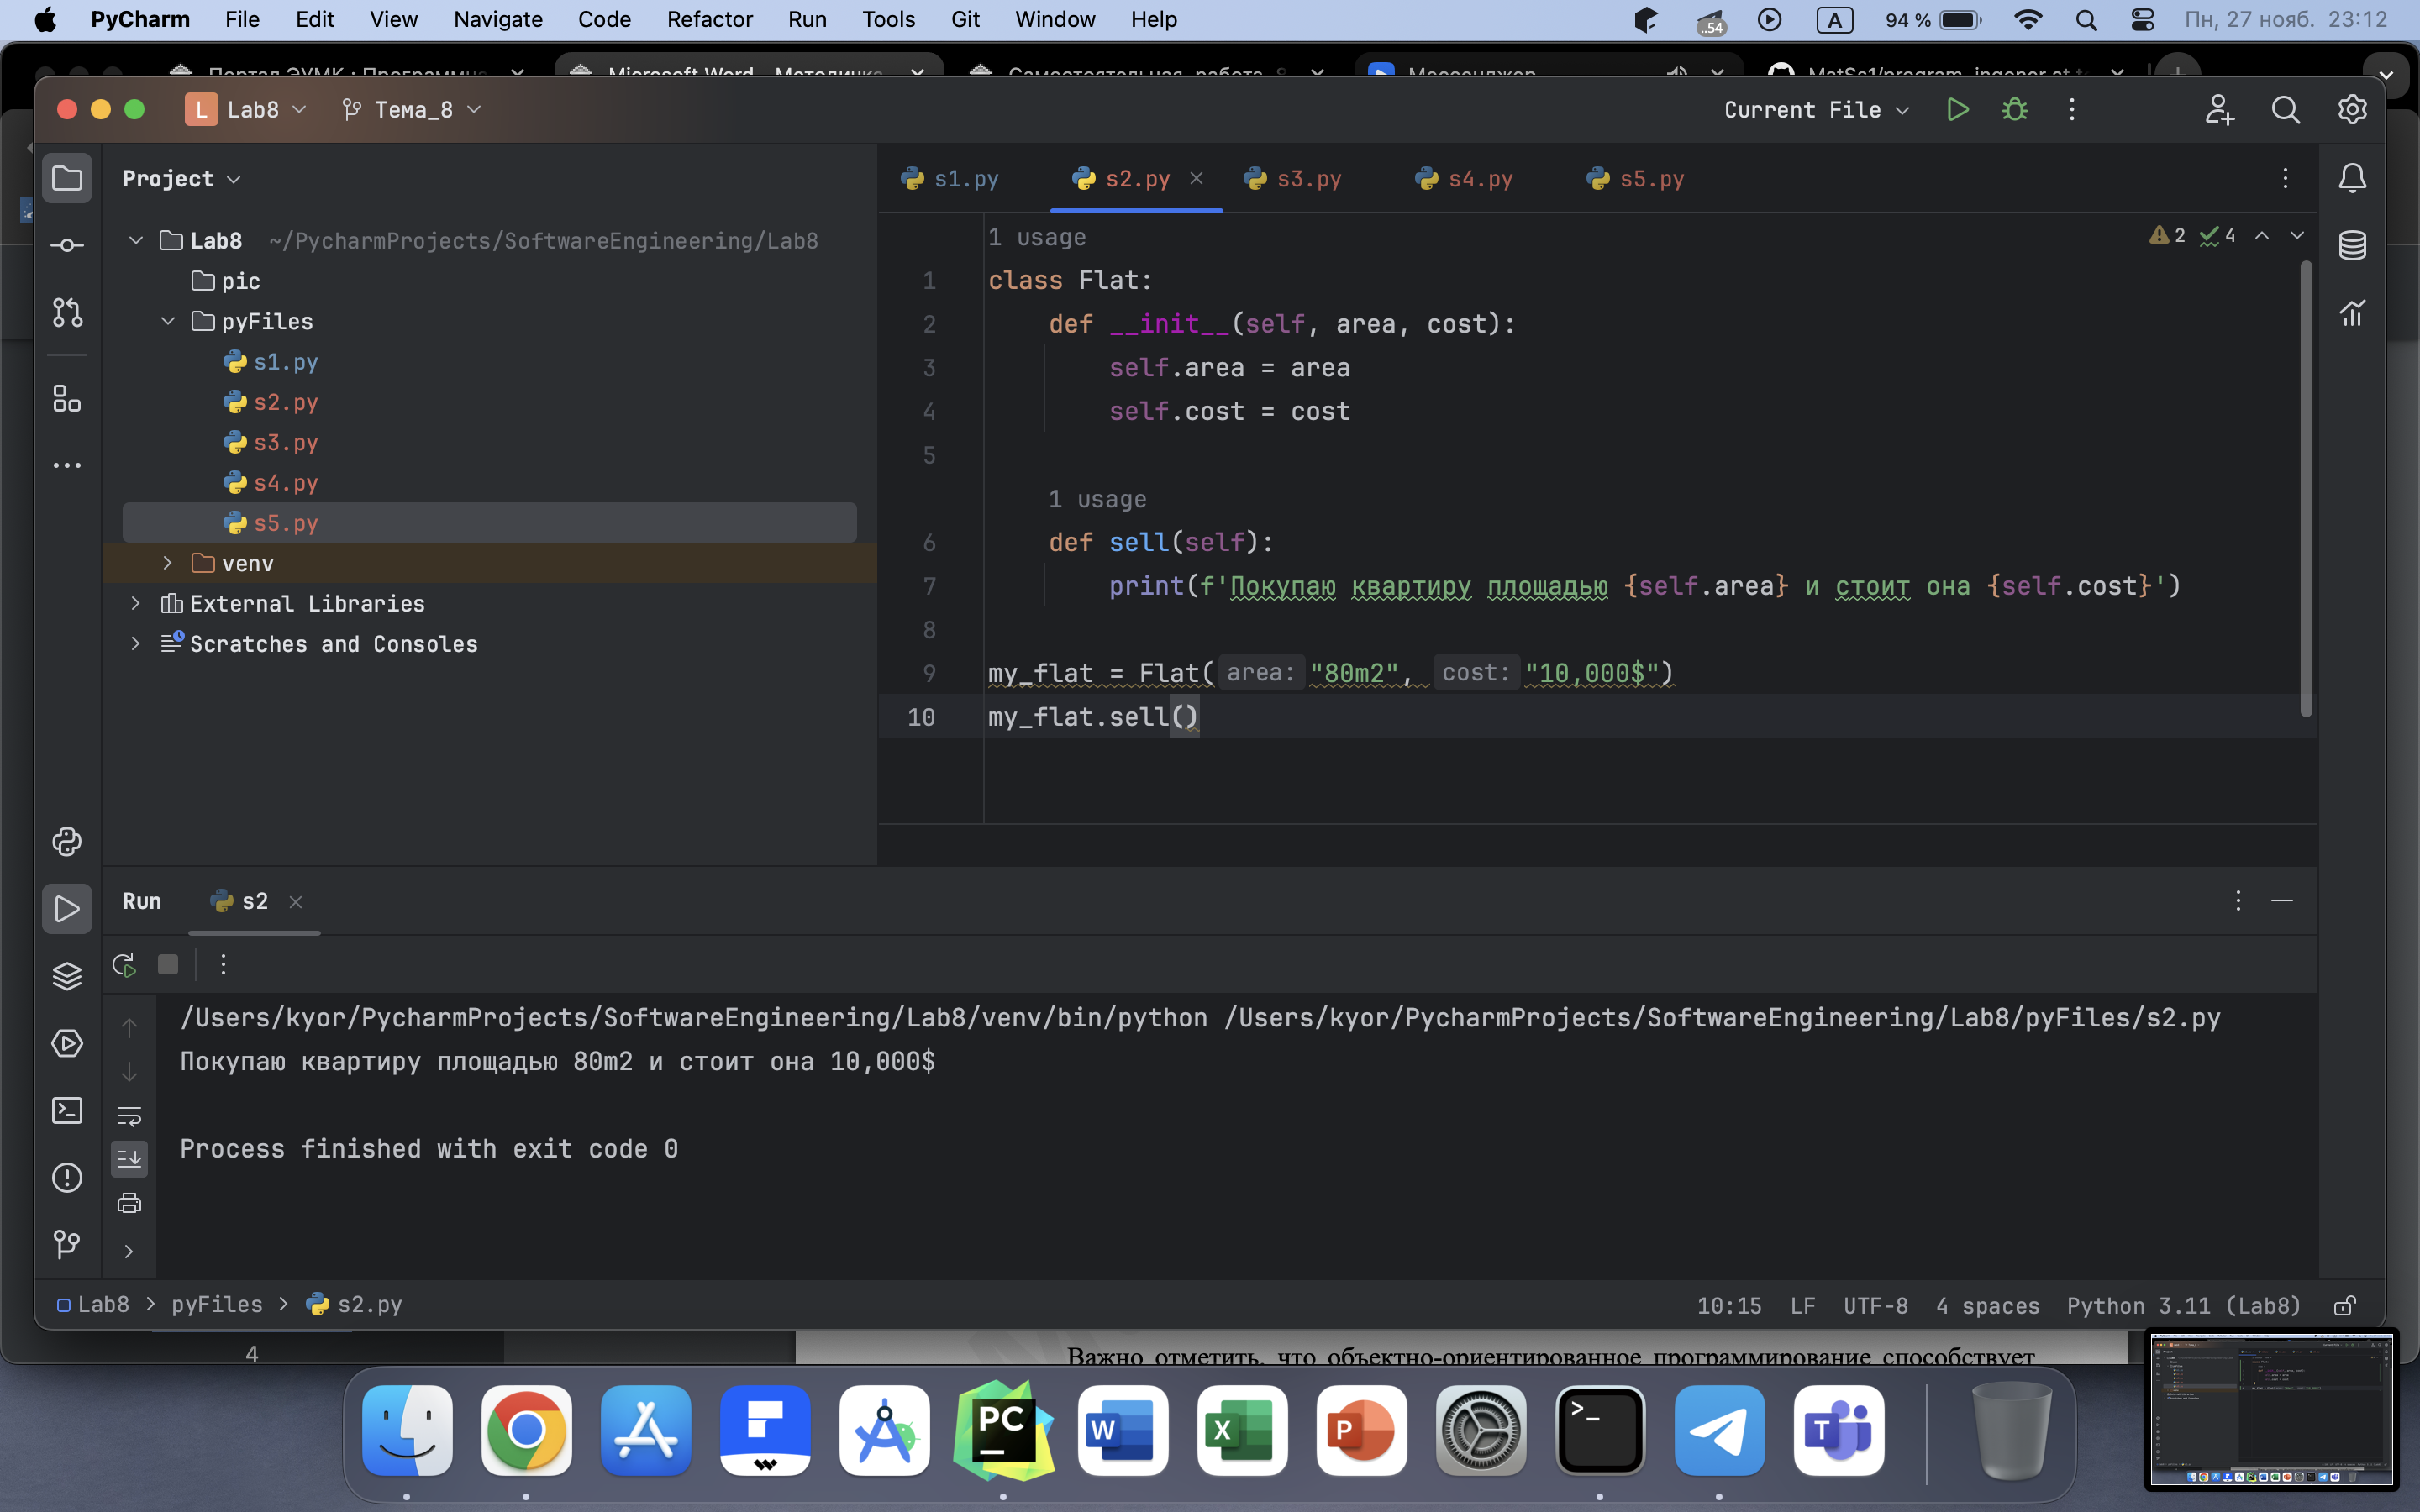 PyCharm File Edit View Navigate Code Refactor Run Tools Git Window Help ..54 A 94 % Пн, 27 нояб. 23:12
L Lab8 Тема_8 Current File
Project
Lab8 ~/PycharmProjects/SoftwareEngineering/Lab8
pic
pyFiles
s1.py
s2.py
s3.py
s4.py
s5.py
venv
External Libraries
Scratches and Consoles
s1.py s2.py s3.py s4.py s5.py
2 4
1 usage
1 class Flat:
2 def __init__(self, area, cost):
3 self.area = area
4 self.cost = cost
5
1 usage
6 def sell(self):
7 print(f'Покупаю квартиру площадью {self.area} и стоит она {self.cost}')
8
9 my_flat = Flat( area: "80m2", cost: "10,000$")
10 my_flat.sell()
Run s2
/Users/kyor/PycharmProjects/SoftwareEngineering/Lab8/venv/bin/python /Users/kyor/PycharmProjects/SoftwareEngineering/Lab8/pyFiles/s2.py
Покупаю квартиру площадью 80m2 и стоит она 10,000$
Process finished with exit code 0
Lab8 pyFiles s2.py 10:15 LF UTF-8 4 spaces Python 3.11 (Lab8)
4
Важно отметить, что объектно-ориентированное программирование способствует
PC W X P >_ T